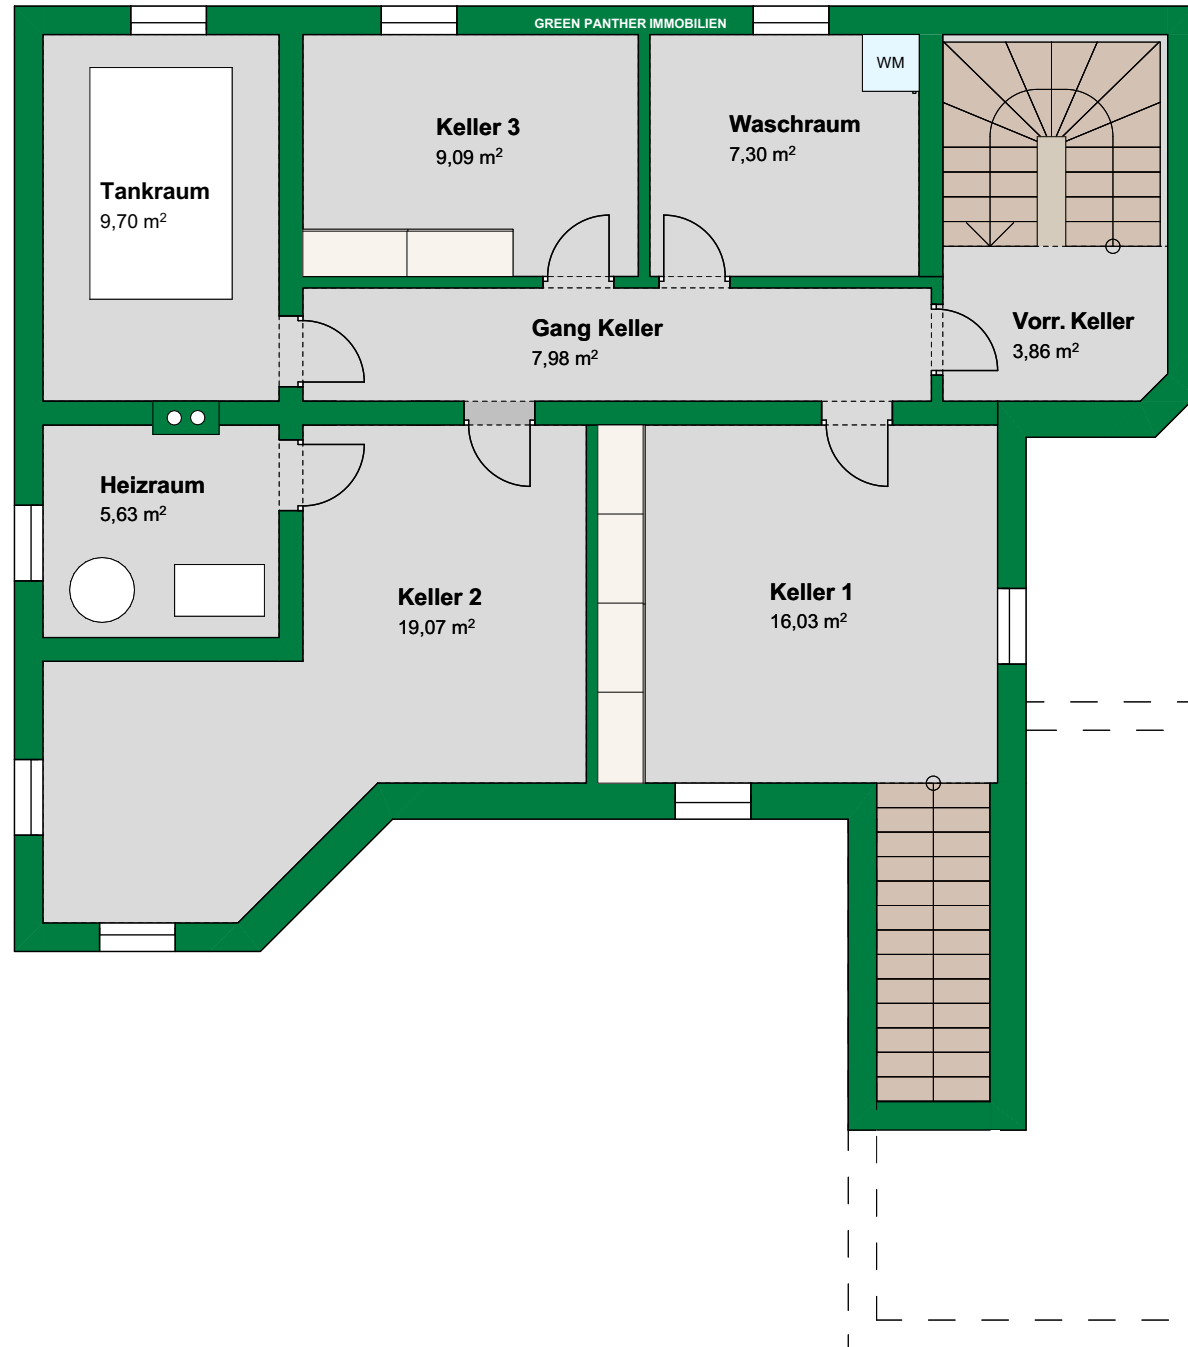 GREEN PANTHER IMMOBILIEN
WM
Keller 3
9,09 m²
Waschraum
7,30 m²
Tankraum
9,70 m²
Gang Keller
7,98 m²
Vorr. Keller
3,86 m²
Heizraum
5,63 m²
Keller 2
19,07 m²
Keller 1
16,03 m²